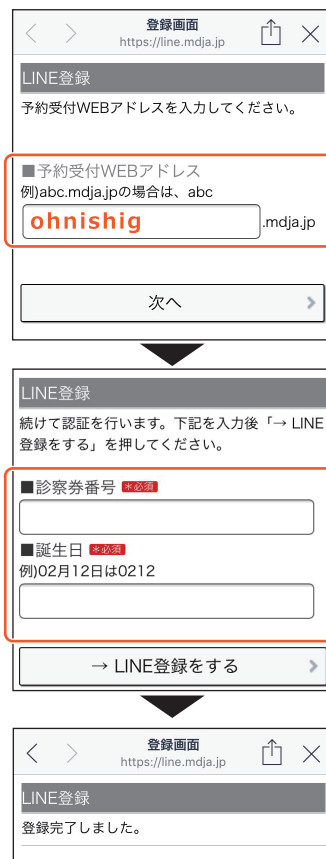 登録画面
https://line.mdja.jp
LINE登録
予約受付WEBアドレスを入力してください。
■予約受付WEBアドレス
例)abc.mdja.jpの場合は、abc
ohnishig .mdja.jp
次へ
LINE登録
続けて認証を行います。下記を入力後「→ LINE
登録をする」を押してください。
■診察券番号 *必須
■誕生日 *必須
例)02月12日は0212
→ LINE登録をする
登録画面
https://line.mdja.jp
LINE登録
登録完了しました。